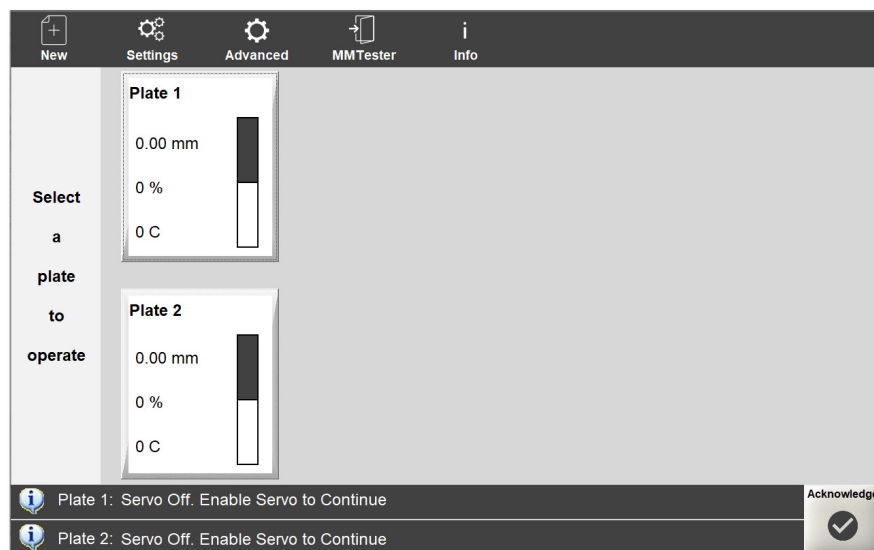 New
Settings
Advanced
MMTester
Info
Select
a
plate
to
operate
Plate 1
0.00 mm
0 %
0 C
Plate 2
0.00 mm
0 %
0 C
Plate 1: Servo Off. Enable Servo to Continue
Plate 2: Servo Off. Enable Servo to Continue
Acknowledge